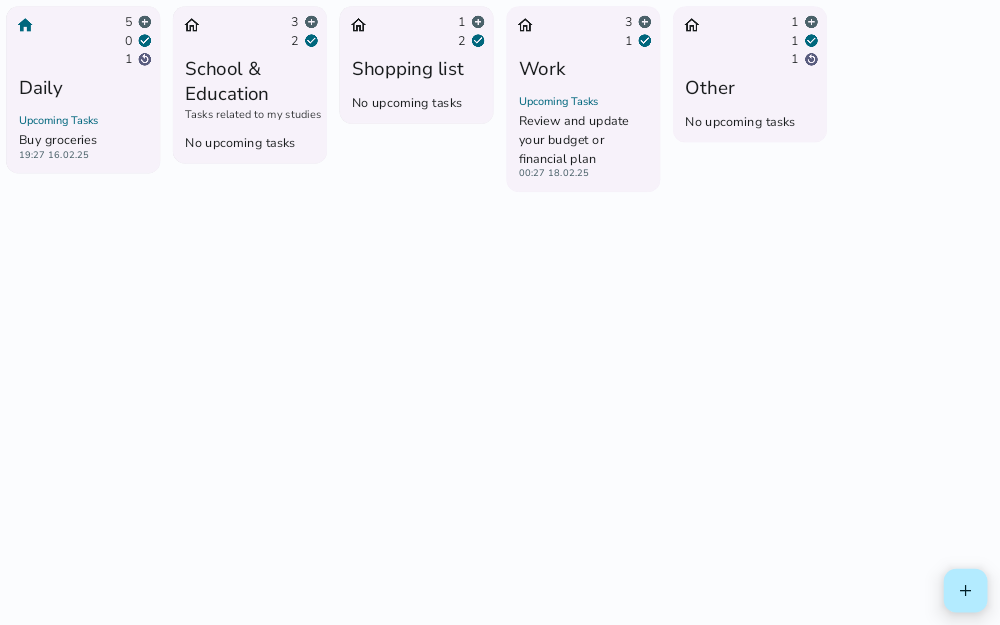 5
0
1
Daily
Upcoming Tasks
Buy groceries
19:27 16.02.25
3
2
School &
Education
Tasks related to my studies
No upcoming tasks
1
2
Shopping list
No upcoming tasks
3
1
Work
Upcoming Tasks
Review and update
your budget or
financial plan
00:27 18.02.25
1
1
1
Other
No upcoming tasks